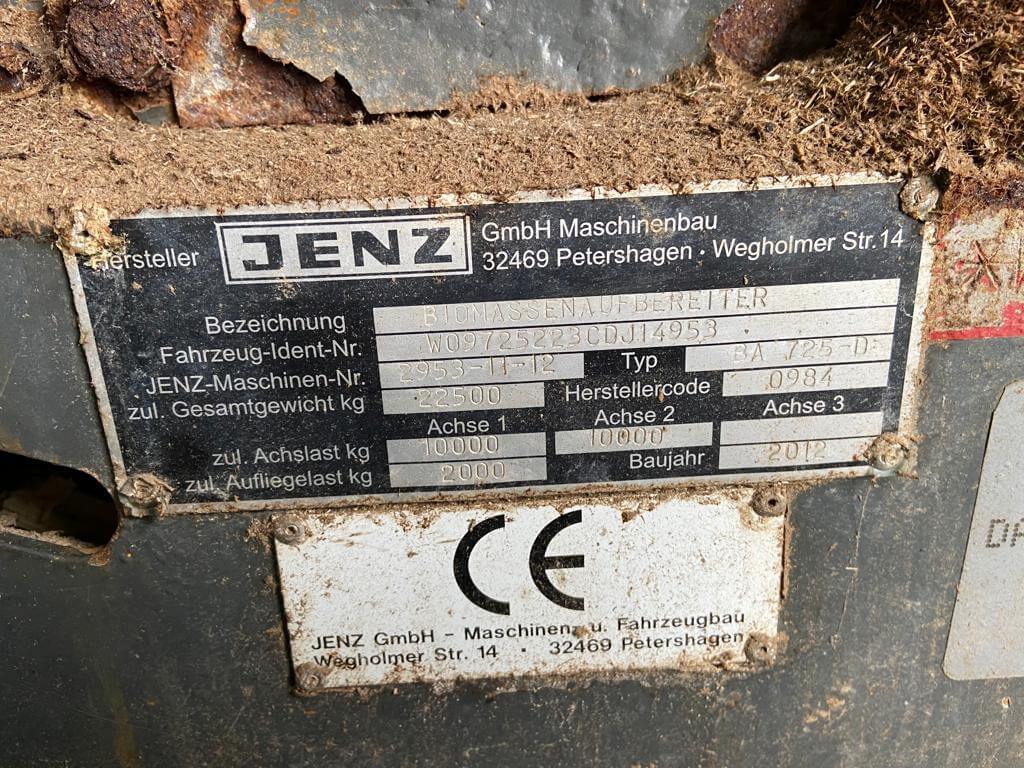 Hersteller JENZ GmbH Maschinenbau
32469 Petershagen · Wegholmer Str.14
Bezeichnung BIOMASSENAUFBEREITER
Fahrzeug-Ident-Nr. W09725223CDJ14953
JENZ-Maschinen-Nr. 2953-11-12 Typ BA 725-D
zul. Gesamtgewicht kg 22500 Herstellercode 0984
Achse 1 Achse 2 Achse 3
zul. Achslast kg 10000 10000
zul. Aufliegelast kg 2000 Baujahr 2012
CE
JENZ GmbH - Maschinen- u. Fahrzeugbau
Wegholmer Str. 14 · 32469 Petershagen